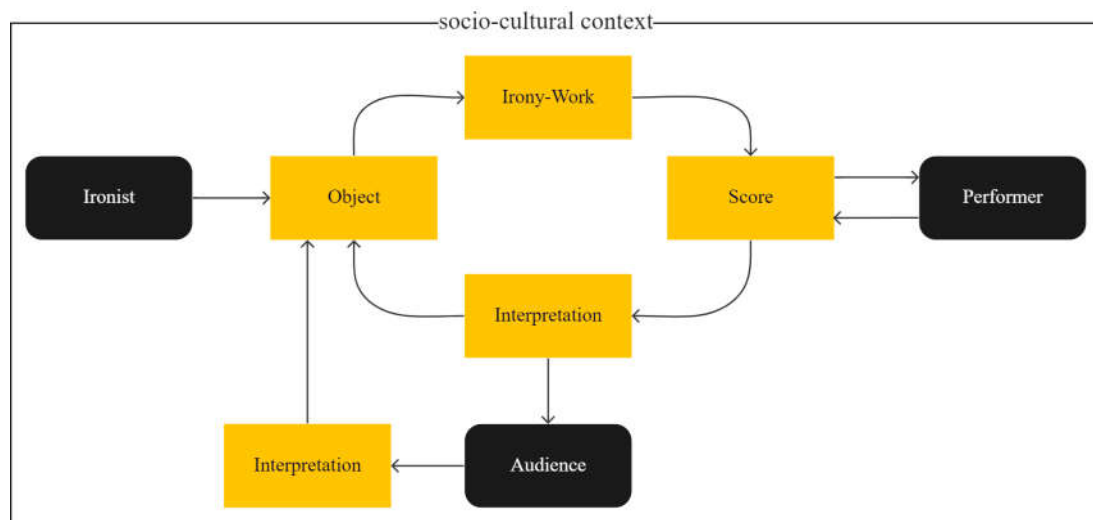 socio-cultural context
Irony-Work
Ironist
Object
Score
Performer
Interpretation
Interpretation
Audience